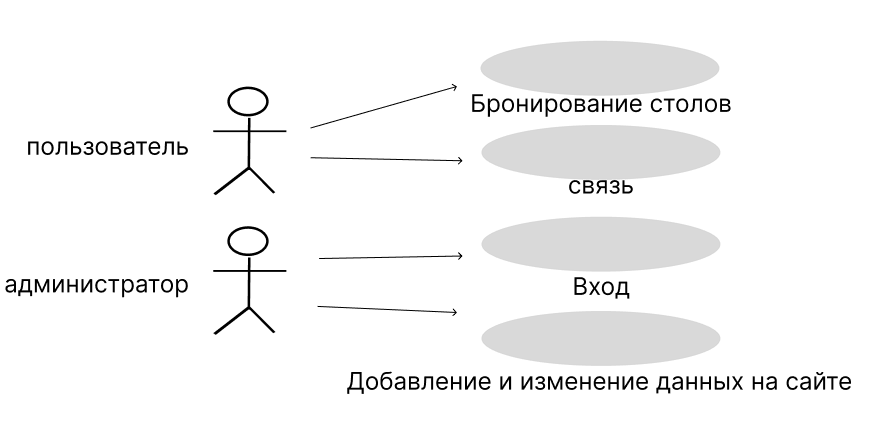 Бронирование столов
пользователь
связь
администратор
Вход
Добавление и изменение данных на сайте